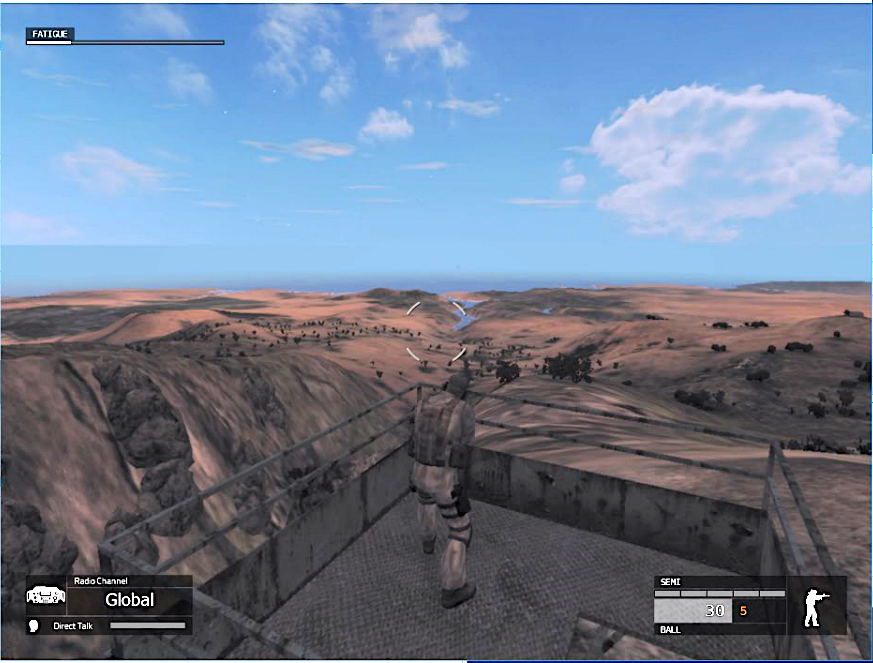 FATIGUE
Radio Channel
Global
Direct Talk
SEMI
30 5
BALL